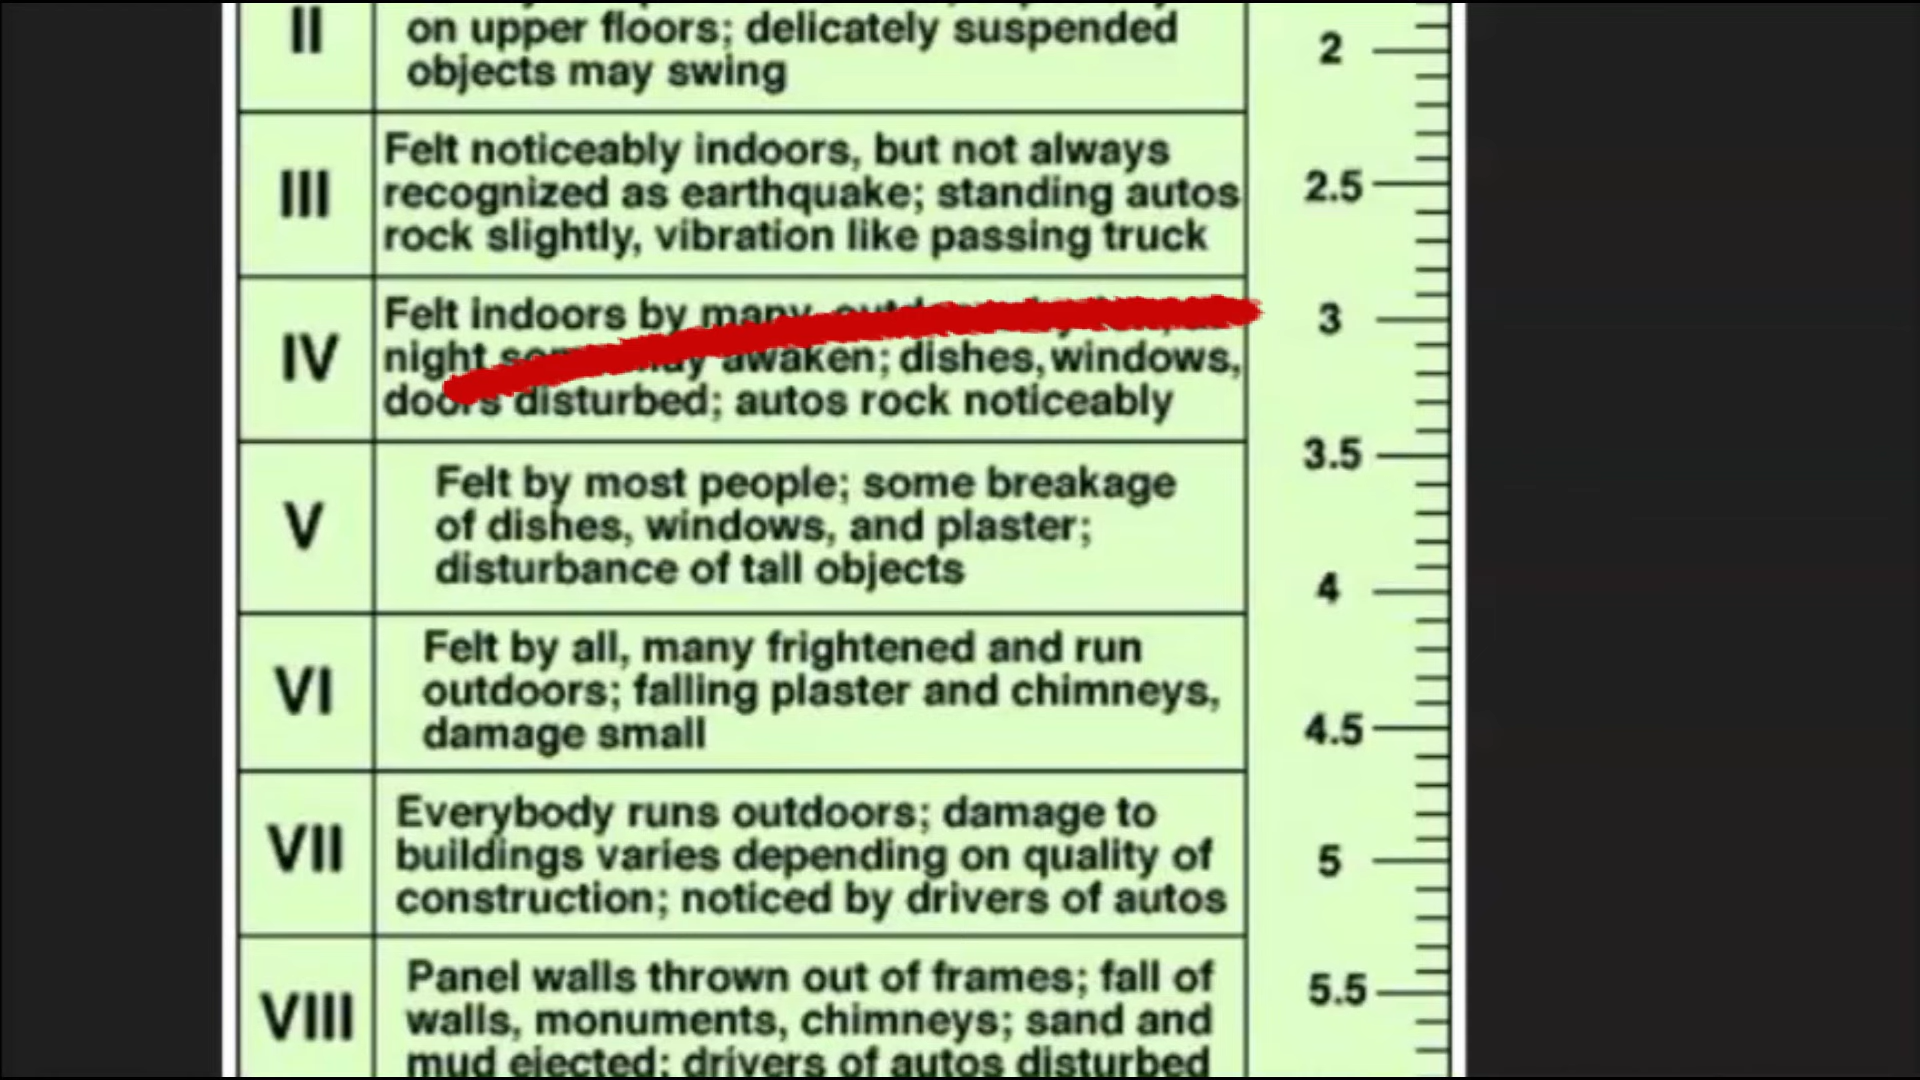 II
on upper floors; delicately suspended
objects may swing
2
III
Felt noticeably indoors, but not always
recognized as earthquake; standing autos
rock slightly, vibration like passing truck
2.5
IV
Felt indoors by many,
night awaken; dishes, windows,
doors disturbed; autos rock noticeably
3
3.5
V
Felt by most people; some breakage
of dishes, windows, and plaster;
disturbance of tall objects
4
VI
Felt by all, many frightened and run
outdoors; falling plaster and chimneys,
damage small
4.5
VII
Everybody runs outdoors; damage to
buildings varies depending on quality of
construction; noticed by drivers of autos
5
VIII
Panel walls thrown out of frames; fall of
walls, monuments, chimneys; sand and
mud ejected; drivers of autos disturbed
5.5